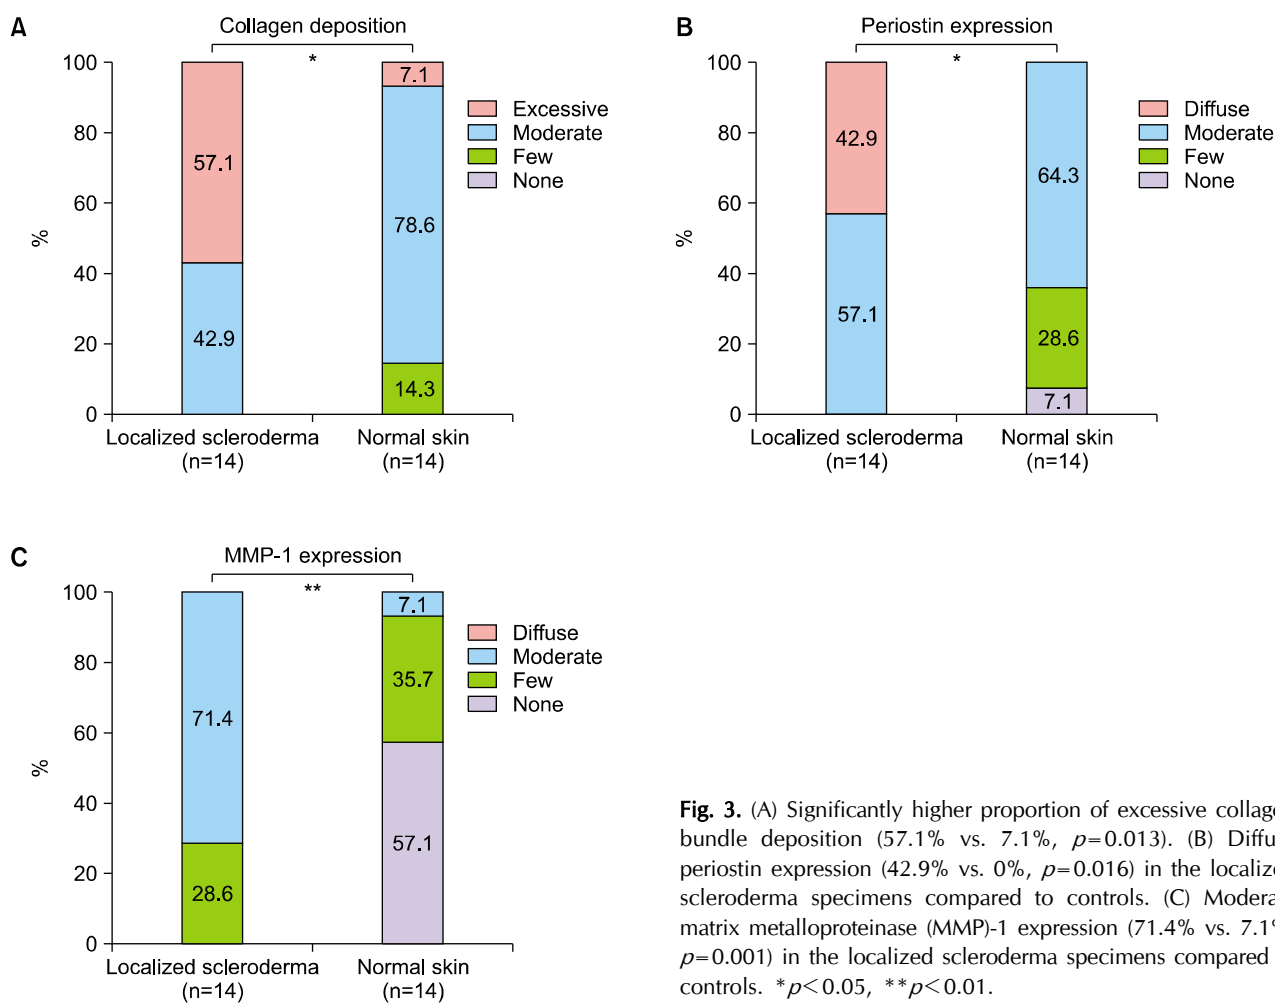 A
Collagen deposition
*
100
80
60
40
20
0
%
57.1
42.9
7.1
78.6
14.3
Excessive
Moderate
Few
None
Localized scleroderma
(n=14)
Normal skin
(n=14)
B
Periostin expression
*
100
80
60
40
20
0
%
42.9
57.1
64.3
28.6
7.1
Diffuse
Moderate
Few
None
Localized scleroderma
(n=14)
Normal skin
(n=14)
C
MMP-1 expression
**
100
80
60
40
20
0
%
71.4
28.6
7.1
35.7
57.1
Diffuse
Moderate
Few
None
Localized scleroderma
(n=14)
Normal skin
(n=14)
Fig. 3. (A) Significantly higher proportion of excessive collage
bundle deposition (57.1% vs. 7.1%, p=0.013). (B) Diffu
periostin expression (42.9% vs. 0%, p=0.016) in the localize
scleroderma specimens compared to controls. (C) Modera
matrix metalloproteinase (MMP)-1 expression (71.4% vs. 7.1%
p=0.001) in the localized scleroderma specimens compared
controls. *p<0.05, **p<0.01.